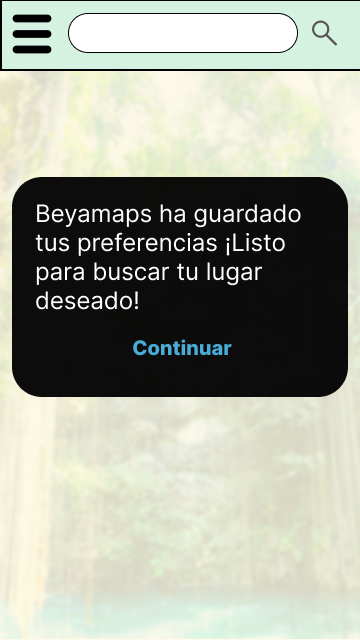 Beyamaps ha guardado
tus preferencias ¡Listo
para buscar tu lugar
deseado!
Continuar